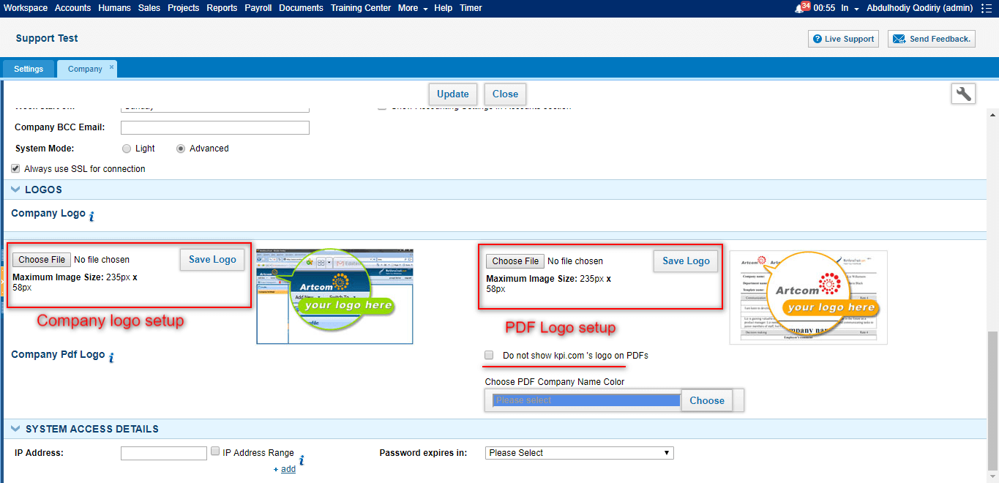 Workspace Accounts Humans Sales Projects Reports Payroll Documents Training Center More Help Timer 34 00:55 In Abdulhodiy Qodiriy (admin)
Support Test
Live Support Send Feedback.
Settings Company
Update Close
Company BCC Email:
System Mode: Light Advanced
Always use SSL for connection
LOGOS
Company Logo
Choose File No file chosen Save Logo
Maximum Image Size: 235px x
58px
Company logo setup
Artcom
your logo here
Choose File No file chosen Save Logo
Maximum Image Size: 235px x
58px
PDF Logo setup
Artcom
your logo here
Company Pdf Logo
Do not show kpi.com 's logo on PDFs
Choose PDF Company Name Color
Please select Choose
SYSTEM ACCESS DETAILS
IP Address: IP Address Range Password expires in: Please Select
+ add